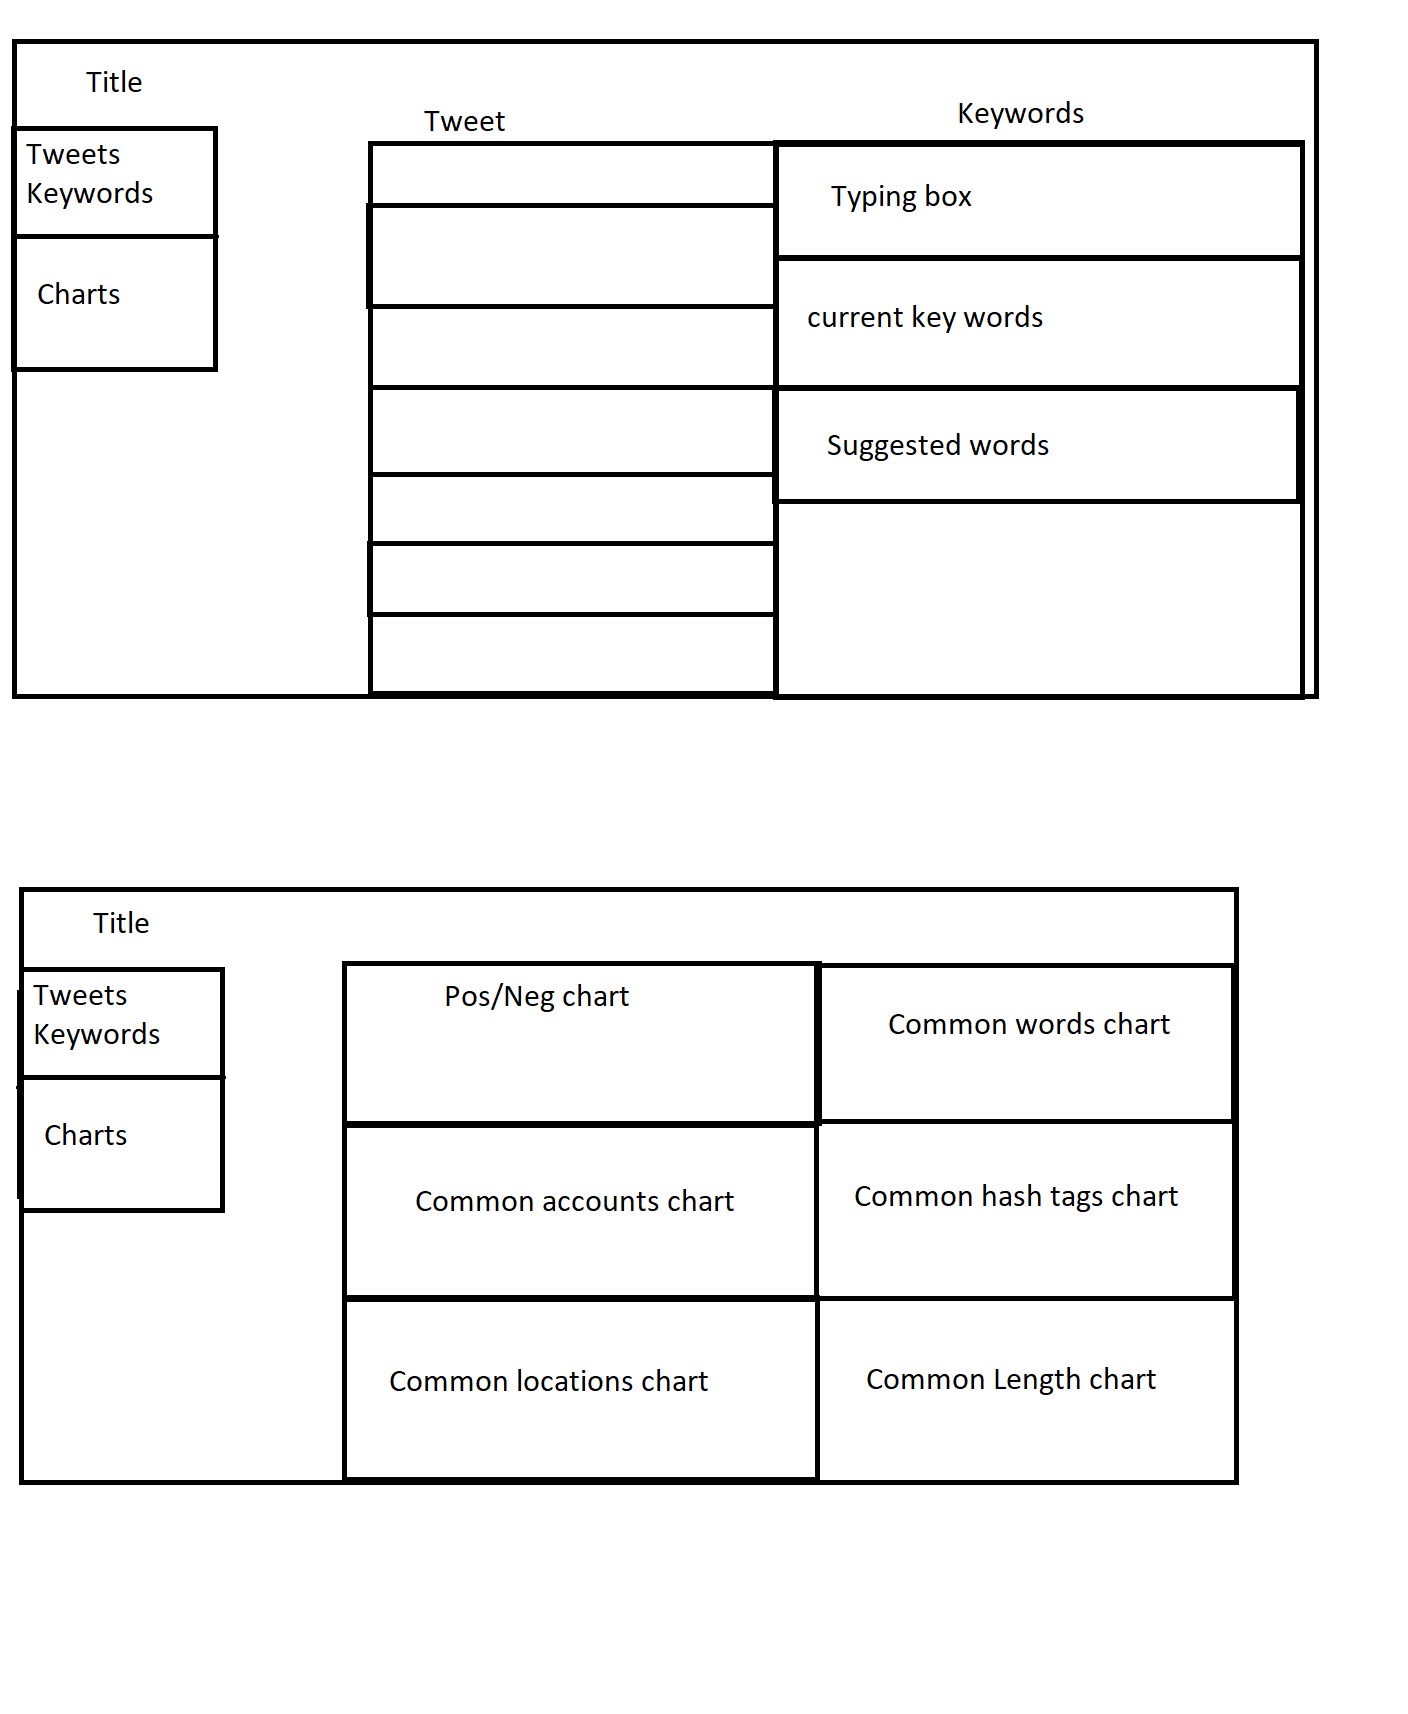 Title
Tweets
Keywords
Charts
Tweet
Keywords
Typing box
current key words
Suggested words
Title
Tweets
Keywords
Charts
Pos/Neg chart
Common words chart
Common accounts chart
Common hash tags chart
Common locations chart
Common Length chart